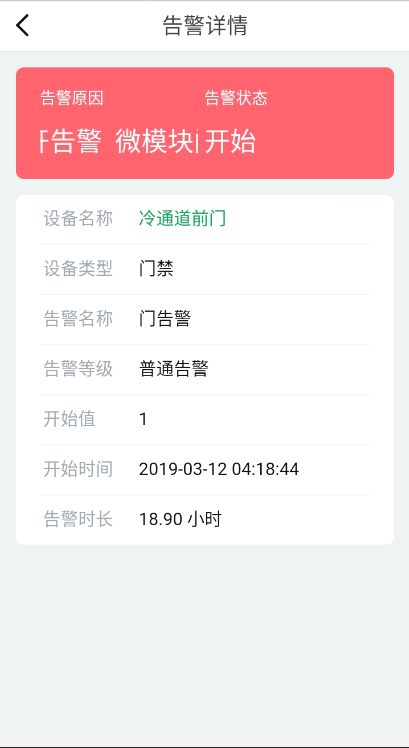 告警详情
告警原因 告警状态
告警 微模块 开始
设备名称 冷通道前门
设备类型 门禁
告警名称 门告警
告警等级 普通告警
开始值 1
开始时间 2019-03-12 04:18:44
告警时长 18.90 小时